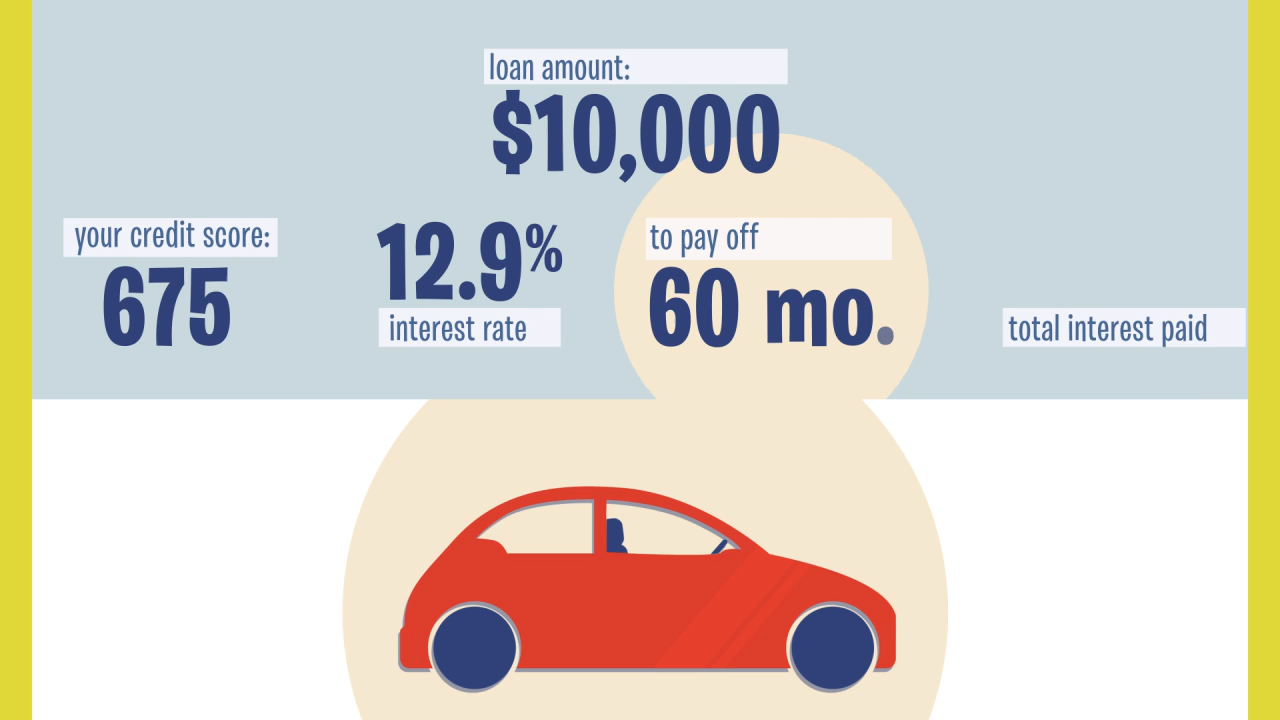 loan amount:
$10,000
your credit score:
675
12.9%
interest rate
to pay off
60 mo.
total interest paid